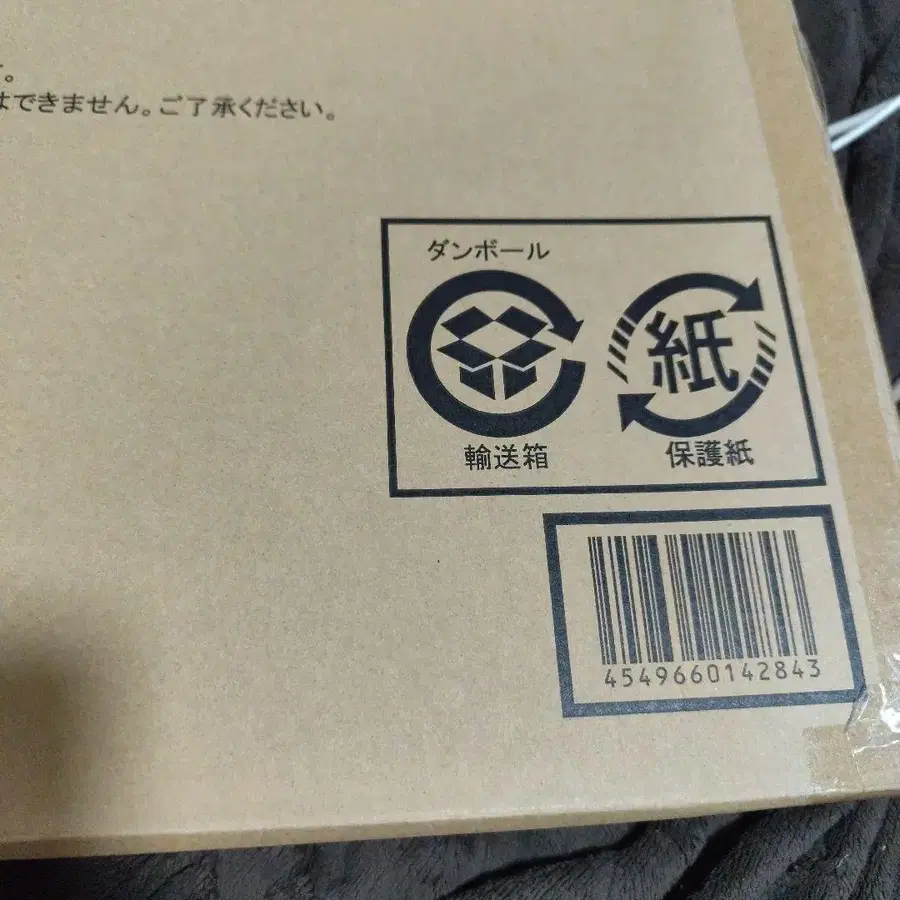 す。
はできません。ご了承ください。
ダンボール
紙
輸送箱
保護紙
4549660142843